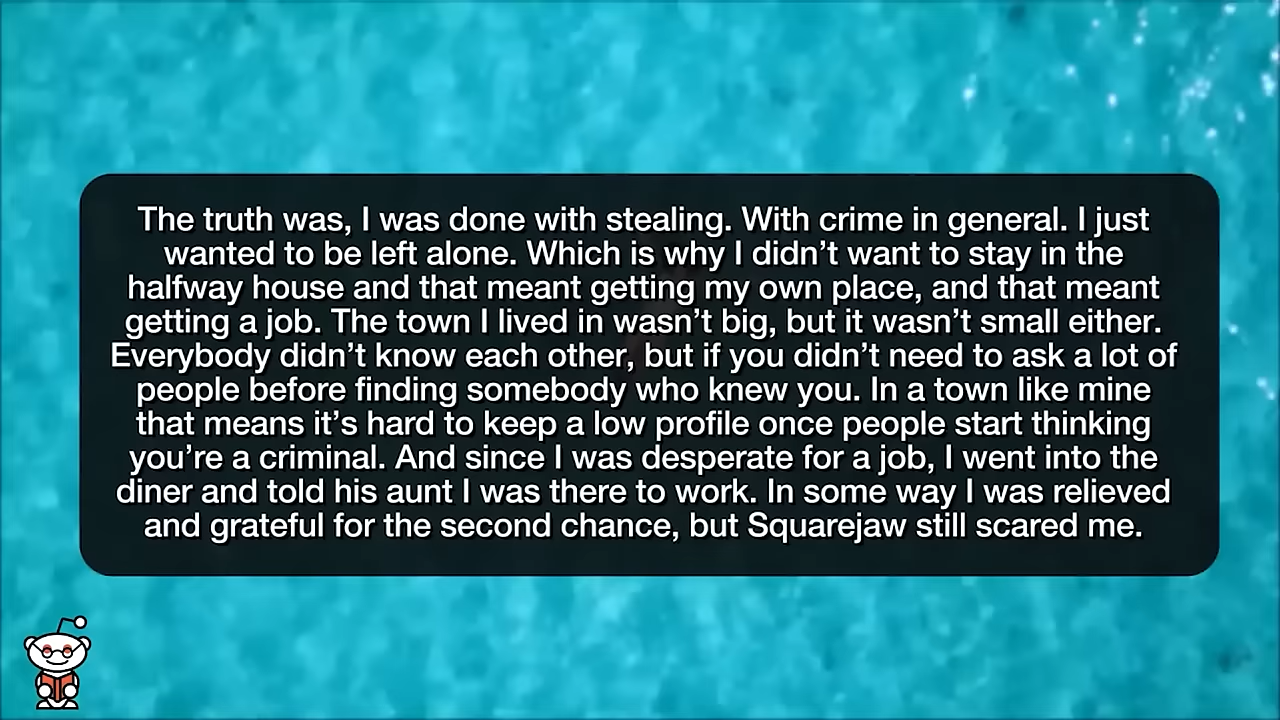 The truth was, I was done with stealing. With crime in general. I just
wanted to be left alone. Which is why I didn’t want to stay in the
halfway house and that meant getting my own place, and that meant
getting a job. The town I lived in wasn’t big, but it wasn’t small either.
Everybody didn’t know each other, but if you didn’t need to ask a lot of
people before finding somebody who knew you. In a town like mine
that means it’s hard to keep a low profile once people start thinking
you’re a criminal. And since I was desperate for a job, I went into the
diner and told his aunt I was there to work. In some way I was relieved
and grateful for the second chance, but Squarejaw still scared me.